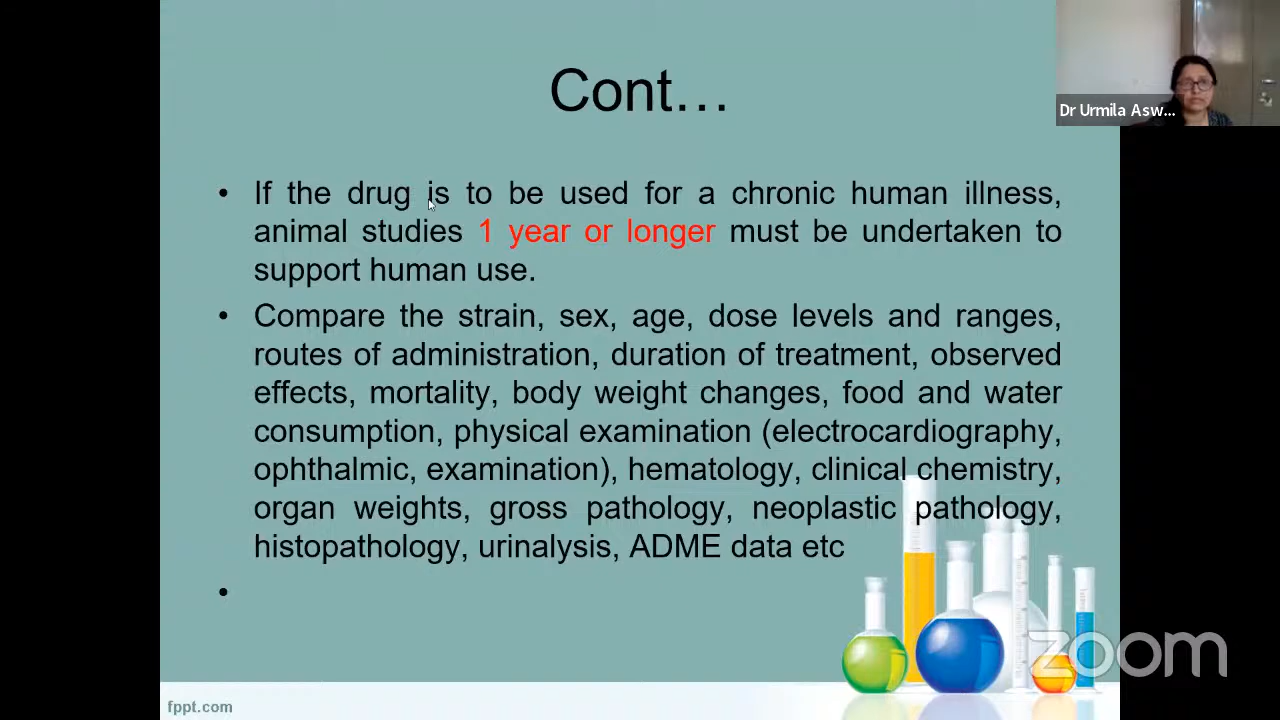 Cont…
Dr Urmila Asw...
• If the drug is to be used for a chronic human illness,
animal studies 1 year or longer must be undertaken to
support human use.
• Compare the strain, sex, age, dose levels and ranges,
routes of administration, duration of treatment, observed
effects, mortality, body weight changes, food and water
consumption, physical examination (electrocardiography,
ophthalmic, examination), hematology, clinical chemistry,
organ weights, gross pathology, neoplastic pathology,
histopathology, urinalysis, ADME data etc
•
zoom
fppt.com